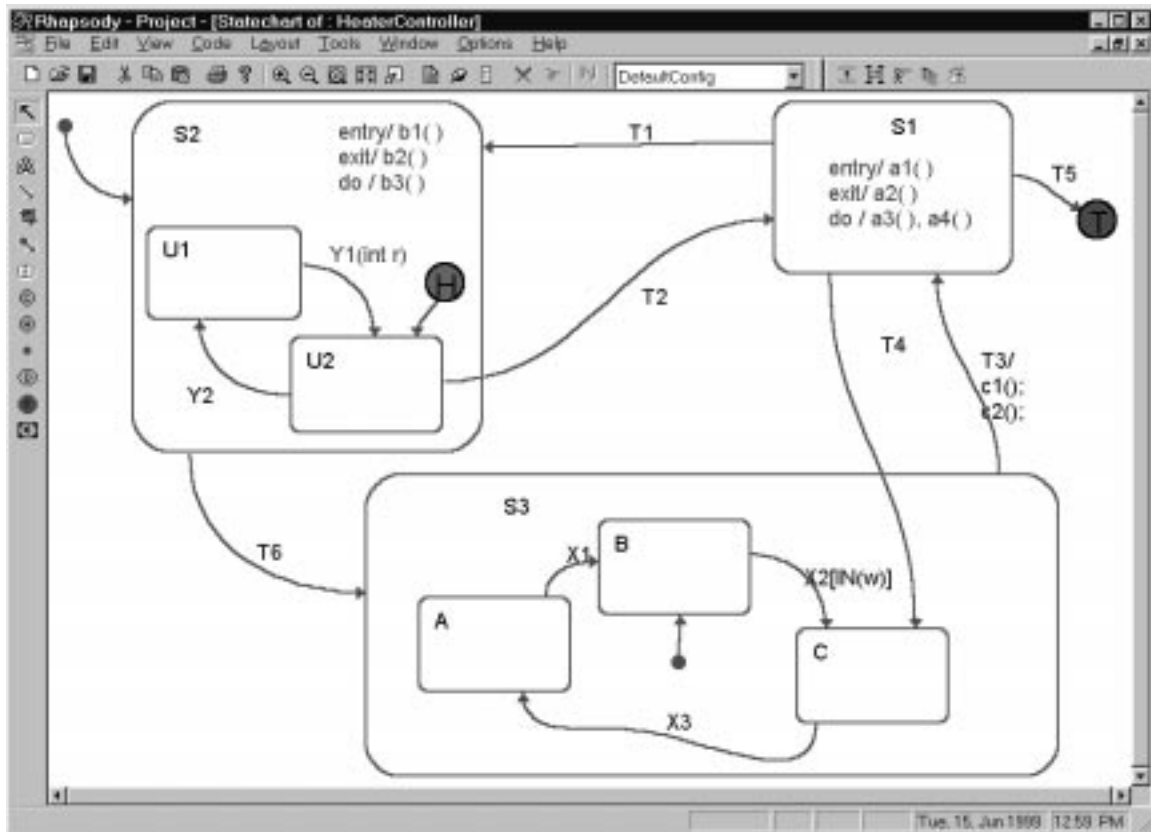 Rhapsody - Project - [Statechart of : HeaterController]
File Edit View Code Layout Tools Window Options Help
DefaultConfig
S2
entry/ b1( )
exit/ b2( )
do / b3( )
T1
S1
entry/ a1( )
exit/ a2( )
do / a3( ), a4( )
T5
T
U1
Y1(int r)
H
T2
U2
Y2
T4
T3/
c1();
c2();
T6
S3
X1
B
X2[IN(w)]
A
C
X3
Tue, 15, Jun 1999 12:59 PM